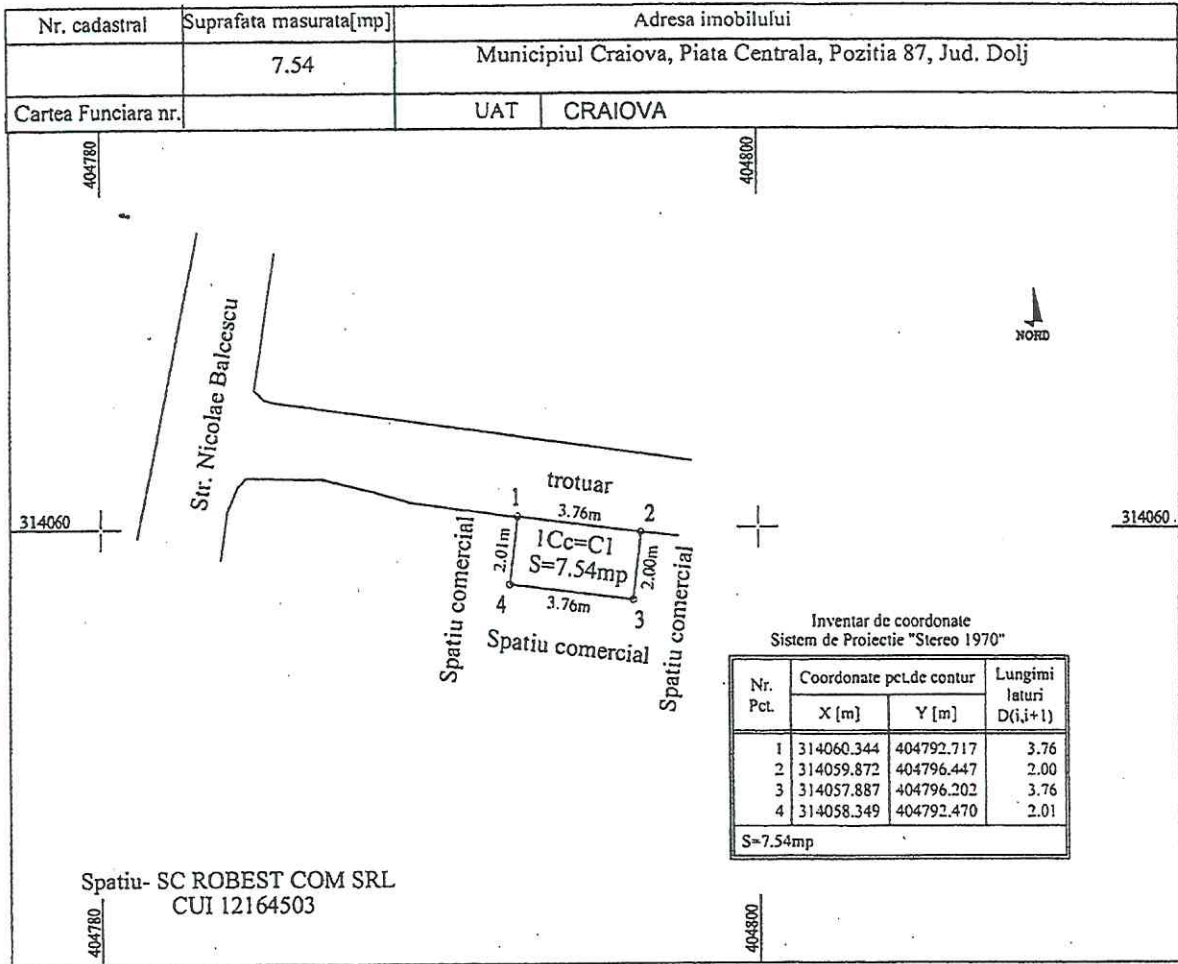 Nr. cadastral Suprafata masurata[mp] Adresa imobilului
7.54 Municipiul Craiova, Piata Centrala, Pozitia 87, Jud. Dolj
Cartea Funciara nr. UAT CRAIOVA
404780 404800
Str. Nicolae Balcescu
NORD
trotuar
1 3.76m 2
314060 314060
2.01m 1Cc=C1 2.00m
S=7.54mp
4 3.76m 3
Spatiu comercial
Spatiu comercial
Spatiu comercial
Inventar de coordonate
Sistem de Proiectie "Stereo 1970"
Nr. Pct. Coordonate pct.de contur Lungimi laturi D(i,i+1)
X [m] Y [m]
1 314060.344 404792.717 3.76
2 314059.872 404796.447 2.00
3 314057.887 404796.202 3.76
4 314058.349 404792.470 2.01
S=7.54mp
Spatiu- SC ROBEST COM SRL
CUI 12164503
404780 404800